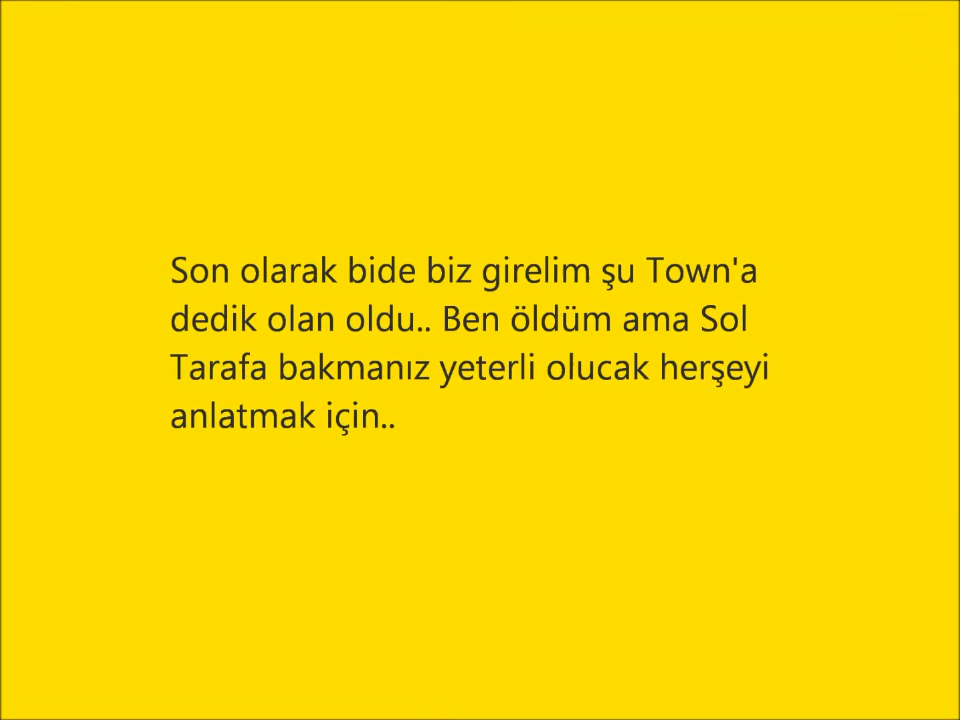 Son olarak bide biz girelim şu Town'a
dedik olan oldu.. Ben öldüm ama Sol
Tarafa bakmanız yeterli olucak herşeyi
anlatmak için..